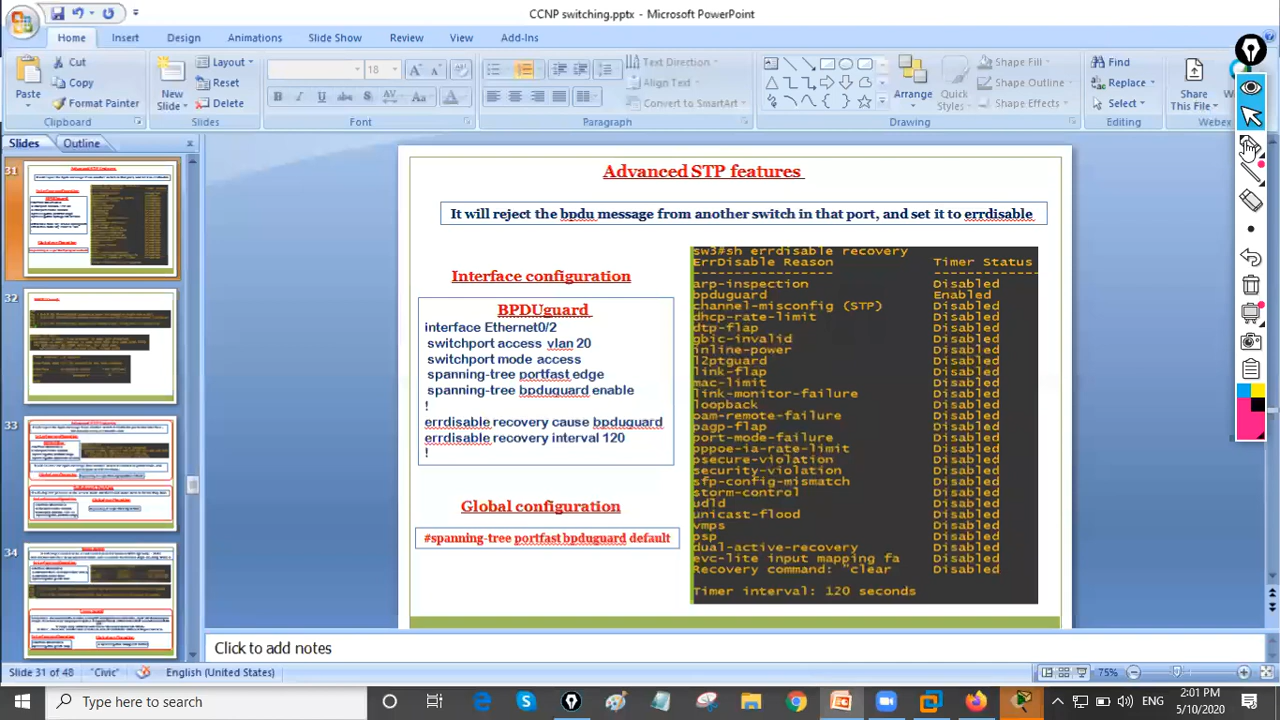 CCNP switching.pptx - Microsoft PowerPoint
Home Insert Design Slide Show Animations Review View Add-Ins
Paste
Cut
Copy
Format Painter
Clipboard
New Slide
Layout
Reset
Delete
Slides
18
Font
Text Direction
Align Text
Convert to SmartArt
Paragraph
Arrange
Quick Styles
Shape Fill
Shape Outline
Shape Effects
Drawing
Find
Replace
Select
Editing
Share This File
Webex
Slides Outline
31
32
33
34
Advanced STP features
It will reject the bpdu message from another switch in that port, and set it to errdisable
Interface configuration
BPDUguard
interface Ethernet0/2
switchport access vlan 20
switchport mode access
spanning-tree portfast edge
spanning-tree bpduguard enable
!
errdisable recovery cause bpduguard
errdisable recovery interval 120
!
configuration
#spanning-tree portfast bpduguard default
sw3#sh errdisable recovery
ErrDisable Reason Timer Status
----------------- --------------
arp-inspection Disabled
bpduguard Enabled
channel-misconfig (STP) Disabled
dhcp-rate-limit Disabled
dtp-flap Disabled
gbic-invalid Disabled
inline-power Disabled
l2ptguard Disabled
link-flap Disabled
mac-limit Disabled
link-monitor-failure Disabled
loopback Disabled
oam-remote-failure Disabled
pagp-flap Disabled
port-mode-failure Disabled
pppoe-ia-rate-limit Disabled
psecure-violation Disabled
security-violation Disabled
sfp-config-mismatch Disabled
storm-control Disabled
udld Disabled
unicast-flood Disabled
vmps Disabled
psp Disabled
dual-active-recovery Disabled
evc-lite input mapping fa Disabled
Recovery command: "clear Disabled
Timer interval: 120 seconds
Click to add notes
Slide 31 of 48 "Civic" English (United States) 75%
Type here to search
ENG
2:01 PM
5/10/2020